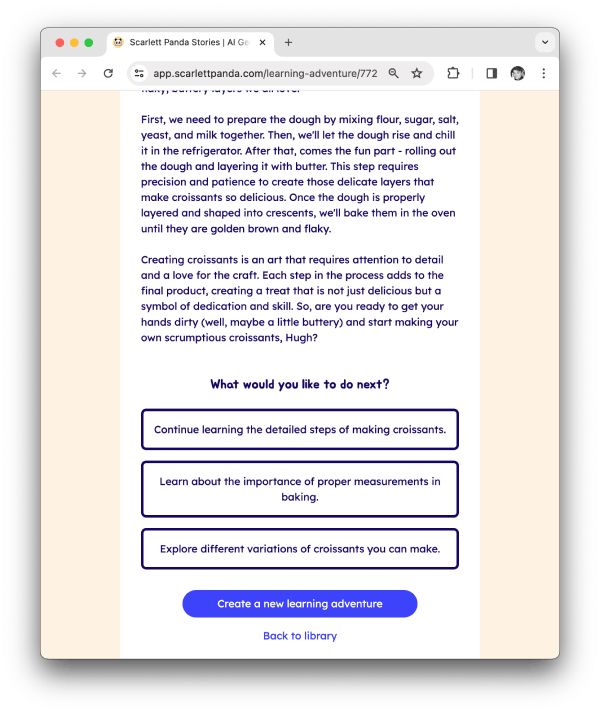 Scarlett Panda Stories | AI Ge
app.scarlettpanda.com/learning-adventure/772
flaky, buttery layers we all love.
First, we need to prepare the dough by mixing flour, sugar, salt,
yeast, and milk together. Then, we'll let the dough rise and chill
it in the refrigerator. After that, comes the fun part - rolling out
the dough and layering it with butter. This step requires
precision and patience to create those delicate layers that
make croissants so delicious. Once the dough is properly
layered and shaped into crescents, we'll bake them in the oven
until they are golden brown and flaky.
Creating croissants is an art that requires attention to detail
and a love for the craft. Each step in the process adds to the
final product, creating a treat that is not just delicious but a
symbol of dedication and skill. So, are you ready to get your
hands dirty (well, maybe a little buttery) and start making your
own scrumptious croissants, Hugh?
What would you like to do next?
Continue learning the detailed steps of making croissants.
Learn about the importance of proper measurements in
baking.
Explore different variations of croissants you can make.
Create a new learning adventure
Back to library